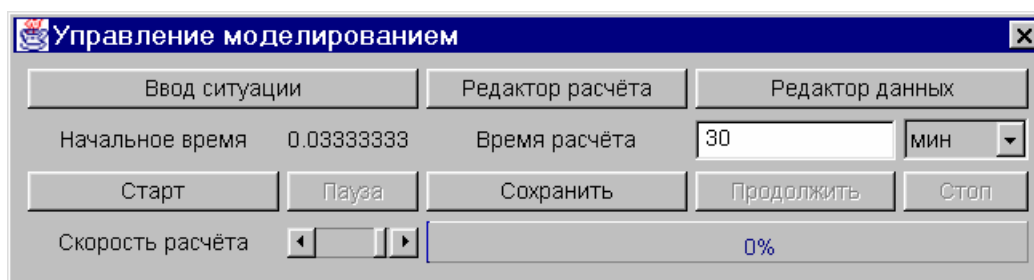 Управление моделированием
Ввод ситуации Редактор расчёта Редактор данных
Начальное время 0.03333333 Время расчёта 30 мин
Старт Пауза Сохранить Продолжить Стоп
Скорость расчёта 0%